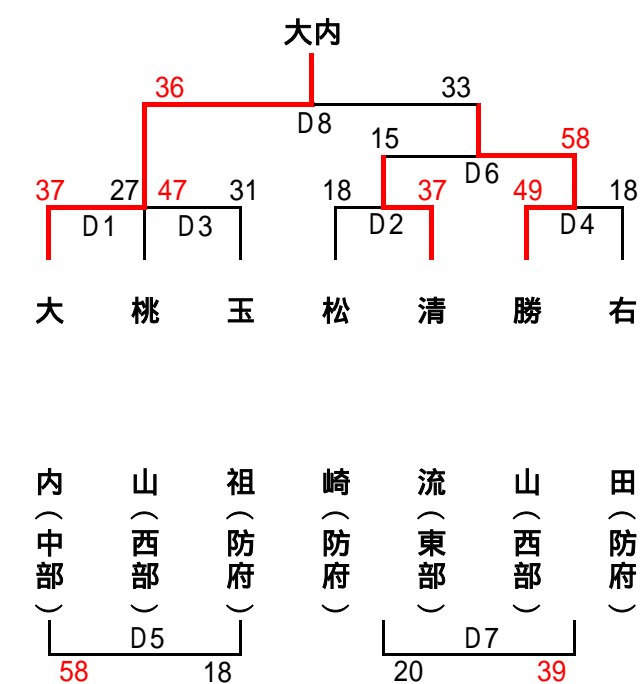 大内
36 33
D8
15 58
D6
37 27 47 31 18 37 49 18
D1 D3 D2 D4
大内（中部）
桃山（西部）
玉祖（防府）
松崎（防府）
清流（東部）
勝山（西部）
右田（防府）
D5 D7
58 18 20 39